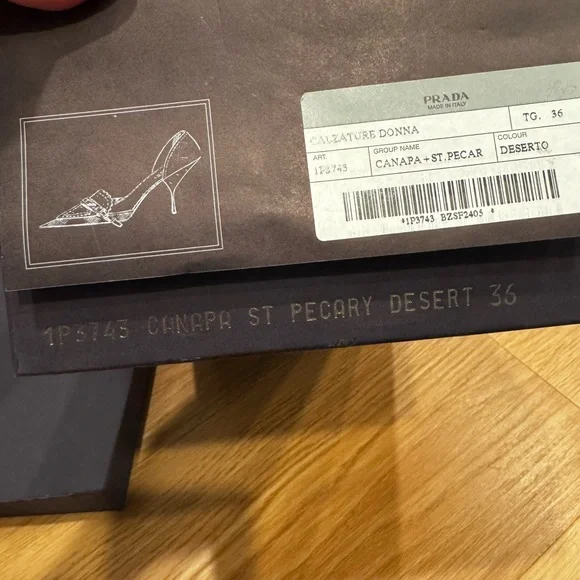 PRADA
MADE IN ITALY
CALZATURE DONNA
TG. 36
ART.
1P3743
GROUP NAME
CANAPA+ST.PECAR
COLOUR
DESERTO
*1P3743 BZSF2405 *
1P3743 CANAPA ST PECARY DESERT 36